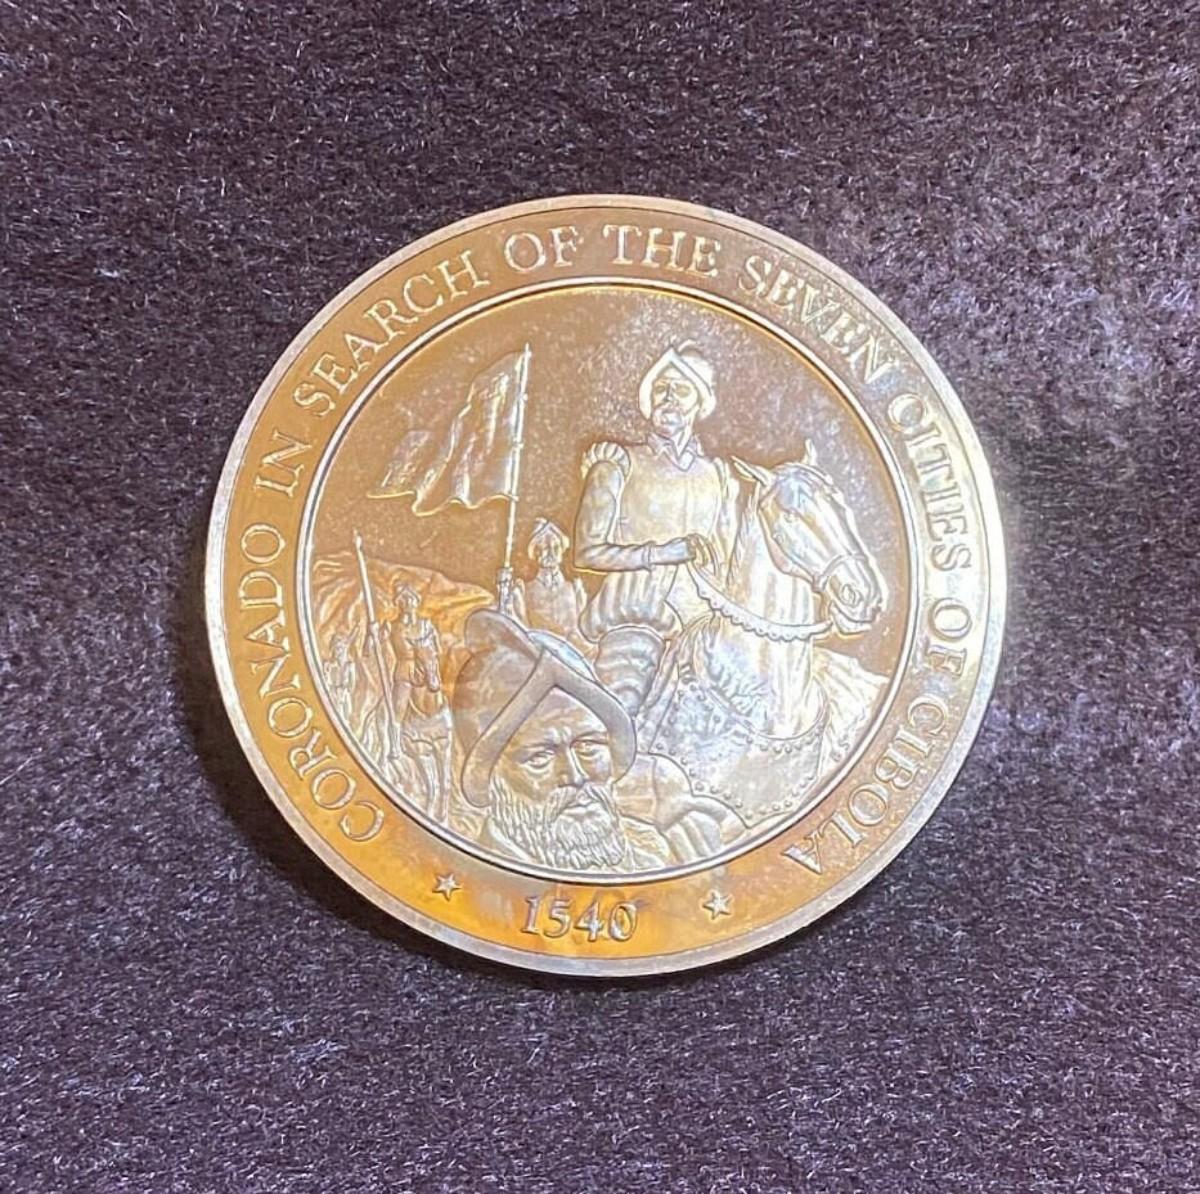 CORONADO IN SEARCH OF THE SEVEN CITIES OF CIBOLA
1540